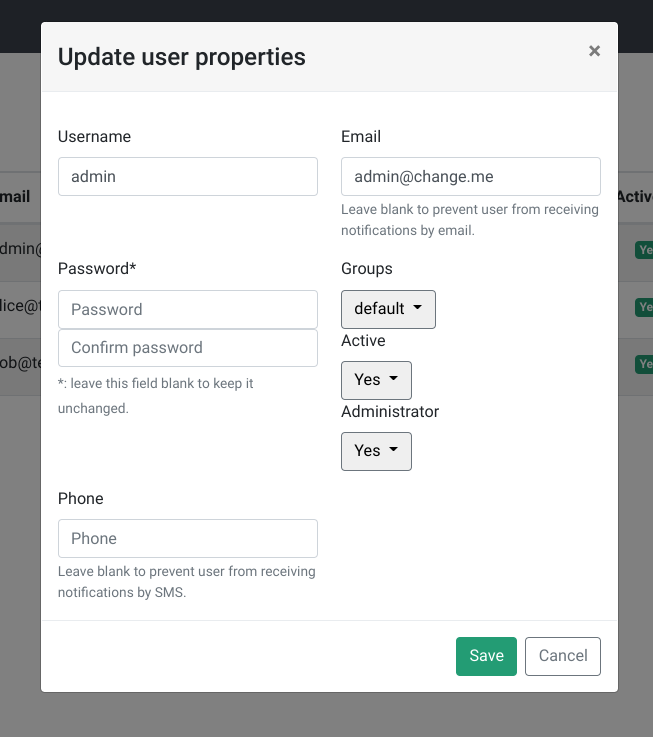 Update user properties
×
Username
Email
admin
admin@change.me
Leave blank to prevent user from receiving
notifications by email.
Password*
Groups
Password
default
Confirm password
Active
*: leave this field blank to keep it
unchanged.
Yes
Administrator
Yes
Phone
Phone
Leave blank to prevent user from receiving
notifications by SMS.
Save
Cancel
mail
Active
dmin@
Ye
lice@t
Ye
ob@te
Ye